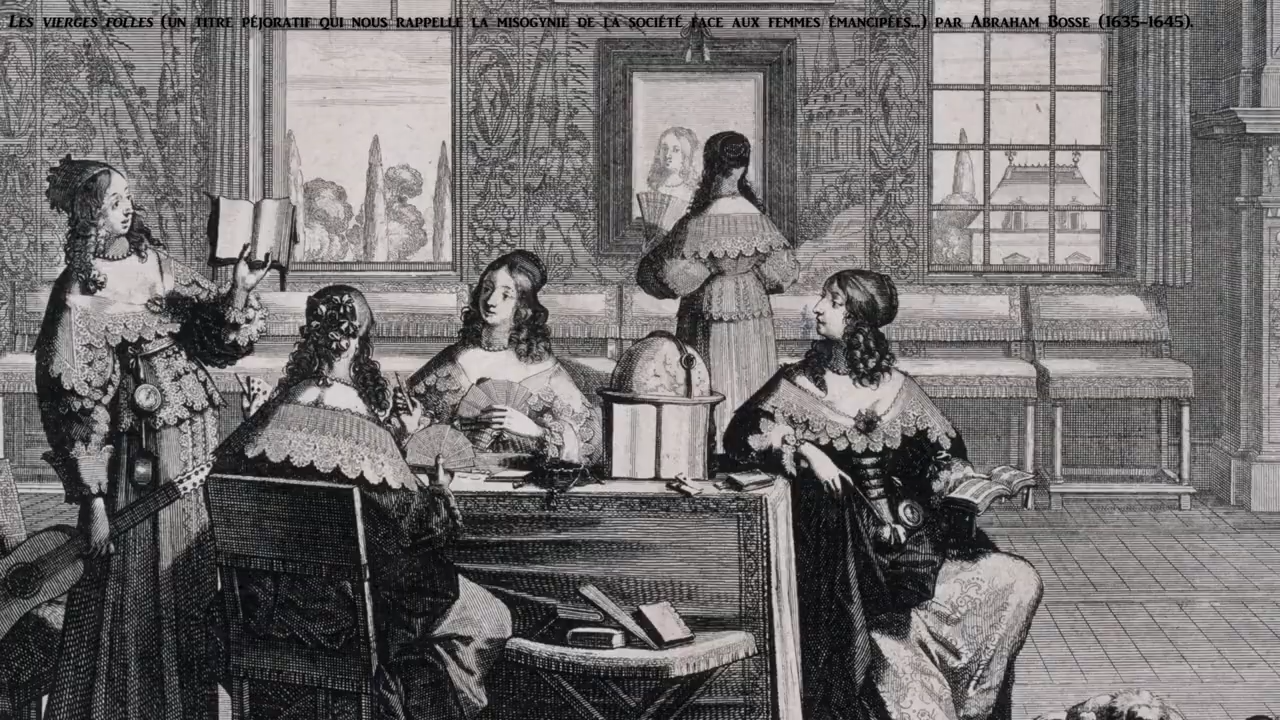 Les vierges folles (un titre péjoratif qui nous rappelle la misogynie de la société face aux femmes émancipées...) par Abraham Bosse (1635-1645).